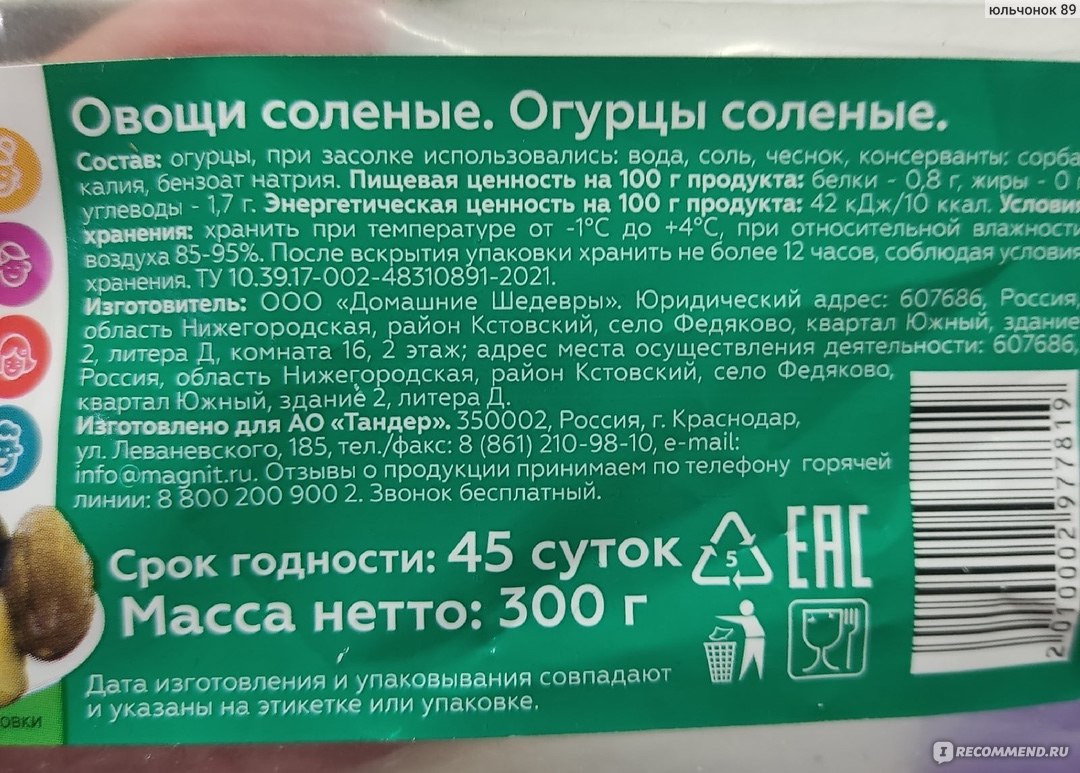 юльчонок 89
Овощи соленые. Огурцы соленые.
Состав: огурцы, при засолке использовались: вода, соль, чеснок, консерванты: сорба
калия, бензоат натрия. Пищевая ценность на 100 г продукта: белки - 0,8 г, жиры - 0 г
углеводы - 1,7 г. Энергетическая ценность на 100 г продукта: 42 кДж/10 ккал. Условия
хранения: хранить при температуре от -1°С до +4°С, при относительной влажности
воздуха 85-95%. После вскрытия упаковки хранить не более 12 часов, соблюдая условия
хранения. ТУ 10.39.17-002-48310891-2021.
Изготовитель: ООО «Домашние Шедевры». Юридический адрес: 607686, Россия,
область Нижегородская, район Кстовский, село Федяково, квартал Южный, здание
2, литера Д, комната 16, 2 этаж; адрес места осуществления деятельности: 607686,
Россия, область Нижегородская, район Кстовский, село Федяково,
квартал Южный, здание 2, литера Д.
Изготовлено для АО «Тандер». 350002, Россия, г. Краснодар,
ул. Леваневского, 185, тел./факс: 8 (861) 210-98-10, e-mail:
info@magnit.ru. Отзывы о продукции принимаем по телефону горячей
линии: 8 800 200 900 2. Звонок бесплатный.
Срок годности: 45 суток
5
EAC
Масса нетто: 300 г
Дата изготовления и упаковывания совпадают
и указаны на этикетке или упаковке.
2 010002 977819
овки
IRECOMMEND.RU